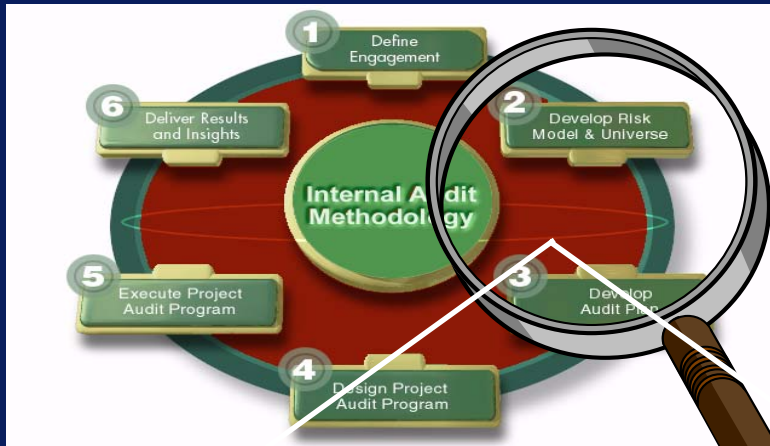 1
Define
Engagement
2
Develop Risk
Model & Universe
3
Develop
Audit Plan
4
Design Project
Audit Program
5
Execute Project
Audit Program
6
Deliver Results
and Insights
Internal Audit
Methodology